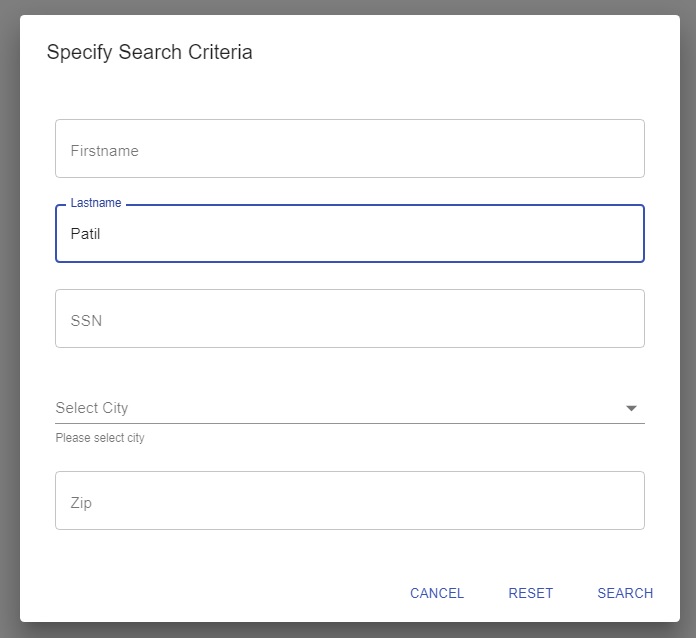 Specify Search Criteria
Firstname
Lastname
Patil
SSN
Select City
Please select city
Zip
CANCEL RESET SEARCH